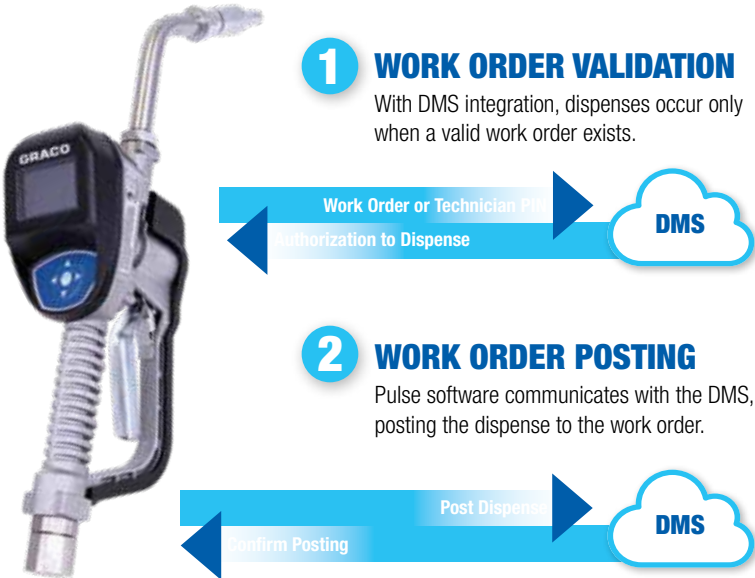 GRACO
1 WORK ORDER VALIDATION
With DMS integration, dispenses occur only
when a valid work order exists.
Work Order or Technician PIN
DMS
Authorization to Dispense
2 WORK ORDER POSTING
Pulse software communicates with the DMS,
posting the dispense to the work order.
Post Dispense
DMS
Confirm Posting